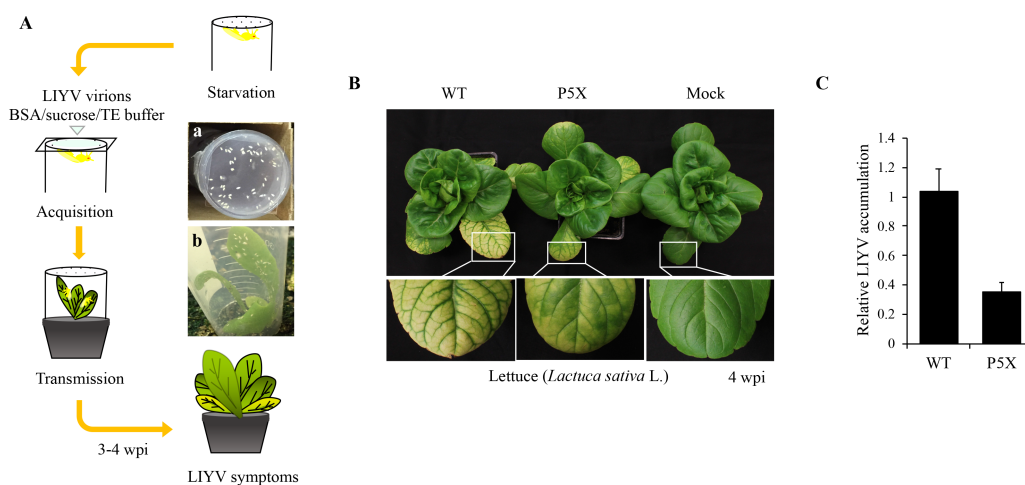 A
Starvation
LIYV virions
BSA/sucrose/TE buffer
a
Acquisition
b
Transmission
3-4 wpi
LIYV symptoms
B
WT P5X Mock
Lettuce (Lactuca sativa L.) 4 wpi
C
Relative LIYV accumulation
1.4
1.2
1
0.8
0.6
0.4
0.2
0
WT P5X